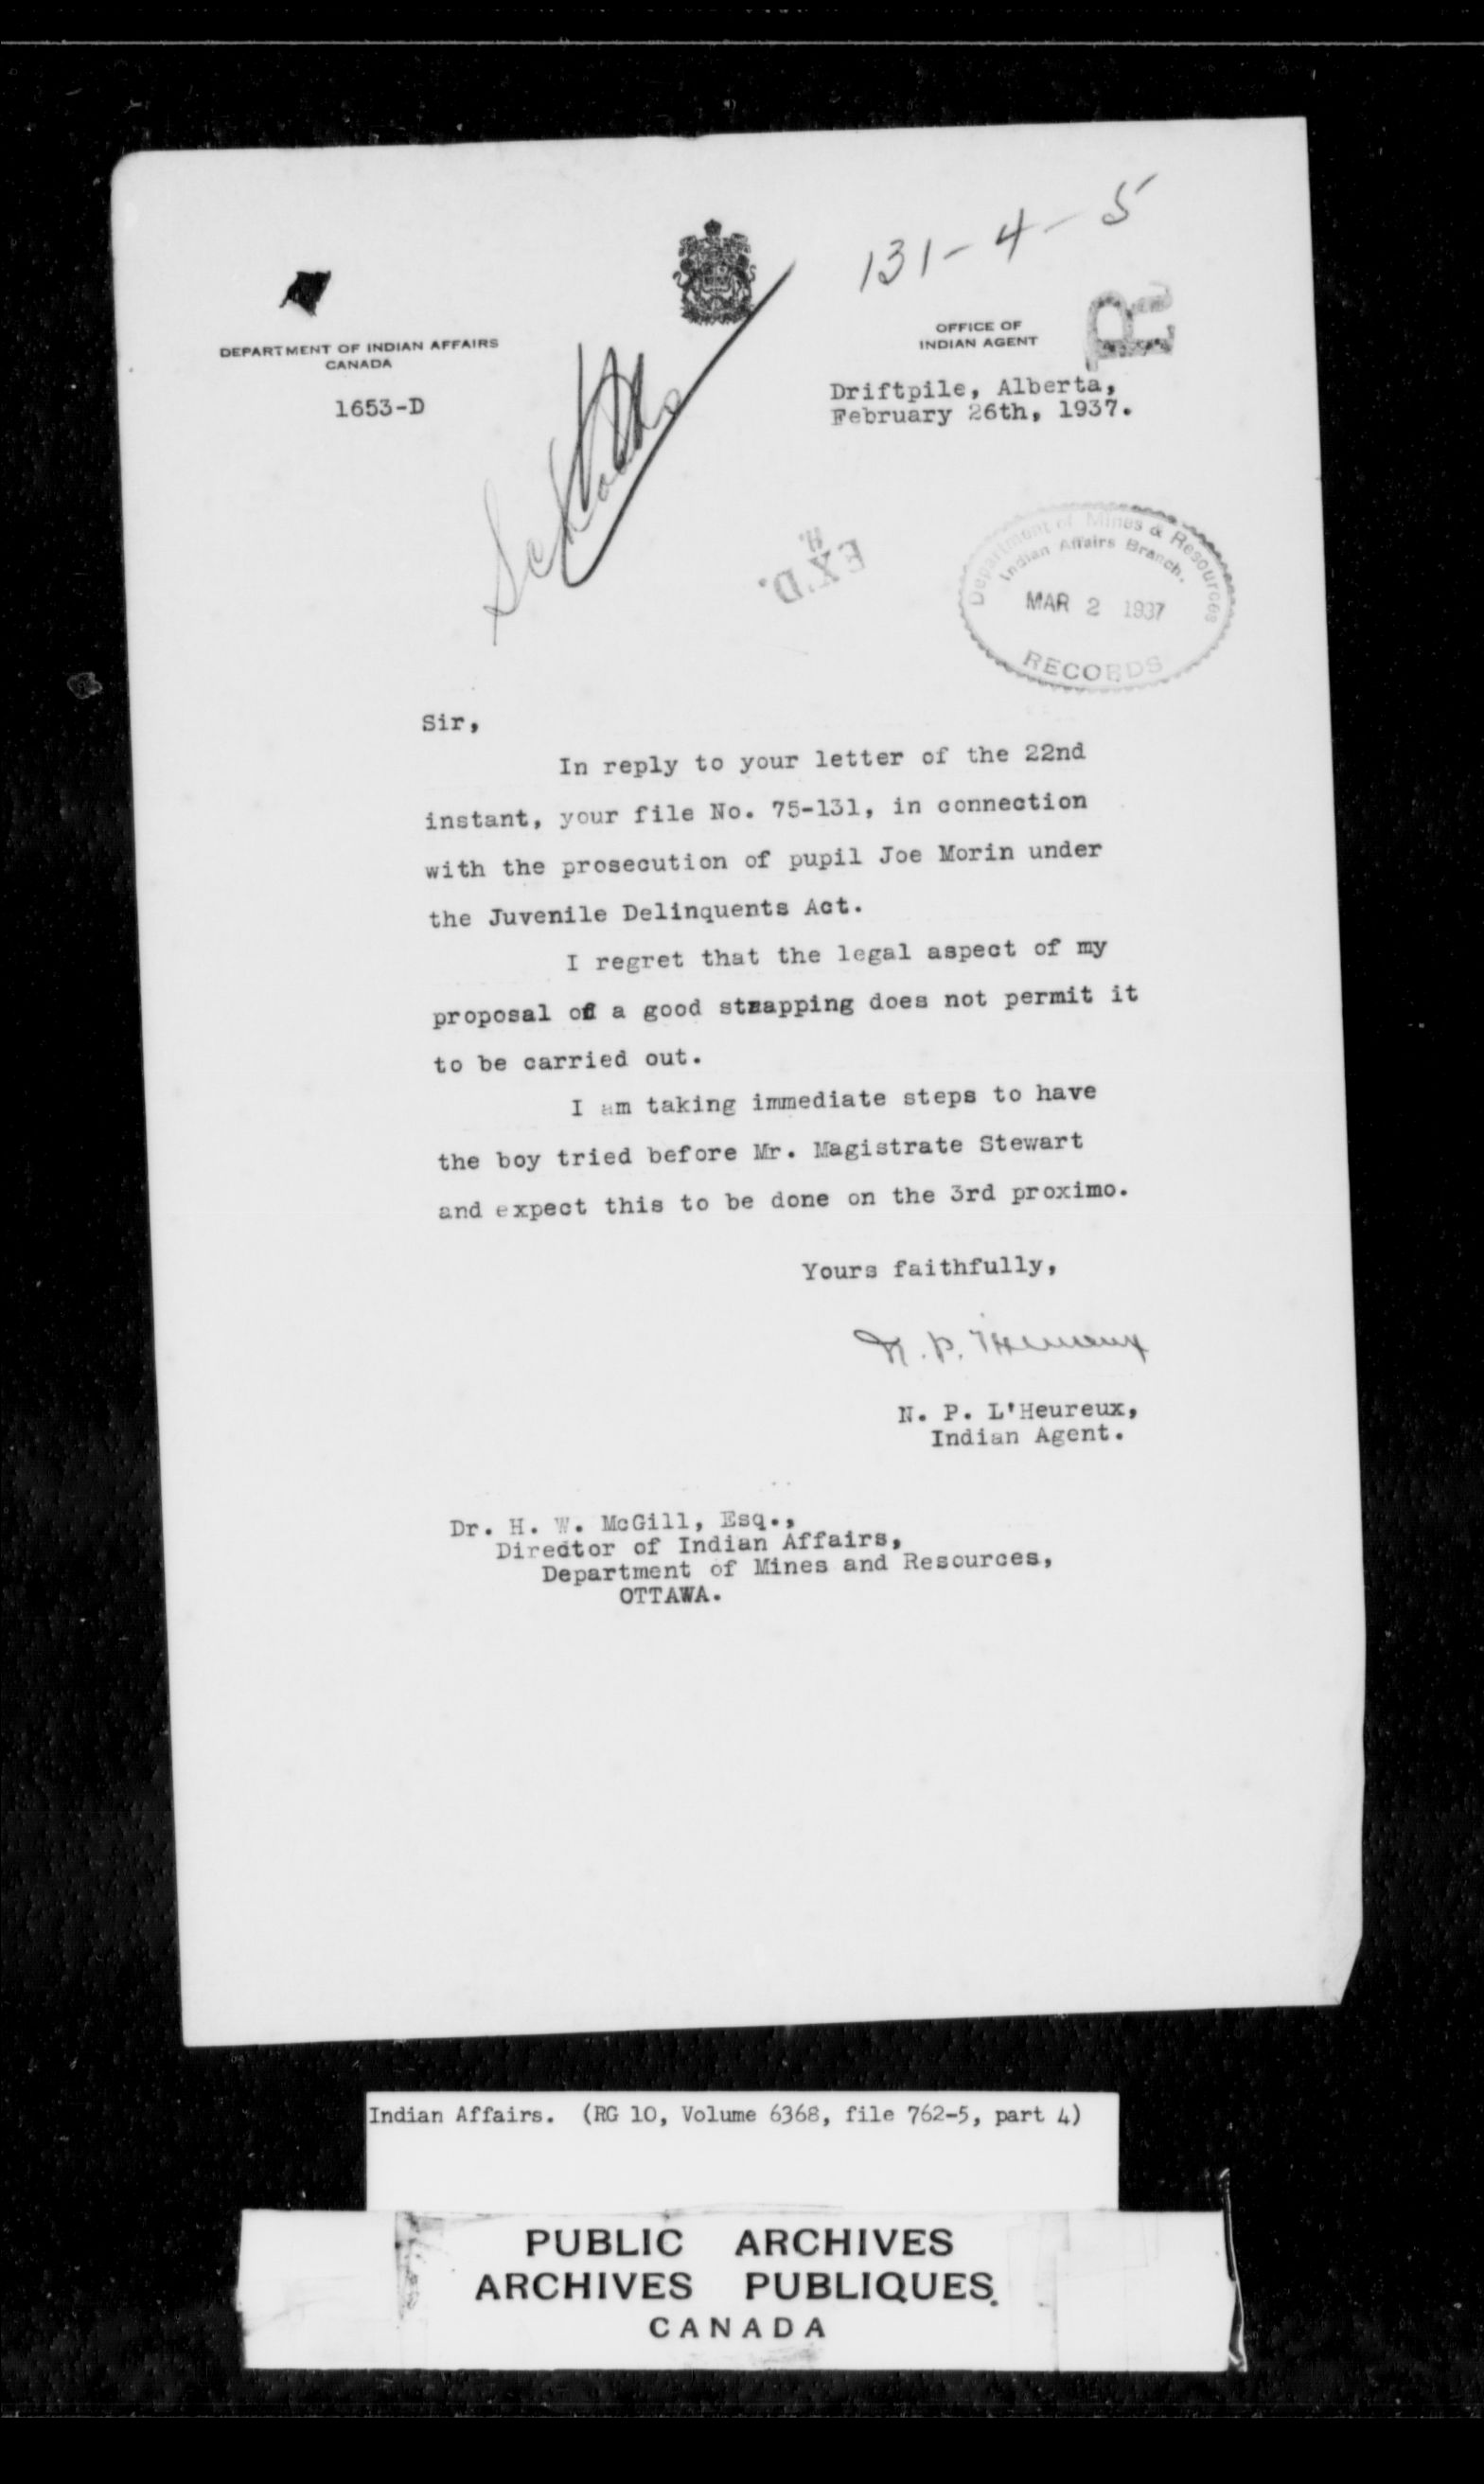 131-4-5
DEPARTMENT OF INDIAN AFFAIRS
CANADA
1653-D
OFFICE OF
INDIAN AGENT
R
Driftpile, Alberta,
February 26th, 1937.
EX'D.
Department of Mines & Resources
Indian Affairs Branch.
MAR 2 1937
RECORDS
Sir,
In reply to your letter of the 22nd
instant, your file No. 75-131, in connection
with the prosecution of pupil Joe Morin under
the Juvenile Delinquents Act.
I regret that the legal aspect of my
proposal of a good strapping does not permit it
to be carried out.
I am taking immediate steps to have
the boy tried before Mr. Magistrate Stewart
and expect this to be done on the 3rd proximo.
Yours faithfully,
N. P. L'Heureux
N. P. L'Heureux,
Indian Agent.
Dr. H. W. McGill, Esq.,
Director of Indian Affairs,
Department of Mines and Resources,
OTTAWA.
Indian Affairs. (RG 10, Volume 6368, file 762-5, part 4)
PUBLIC ARCHIVES
ARCHIVES PUBLIQUES
CANADA